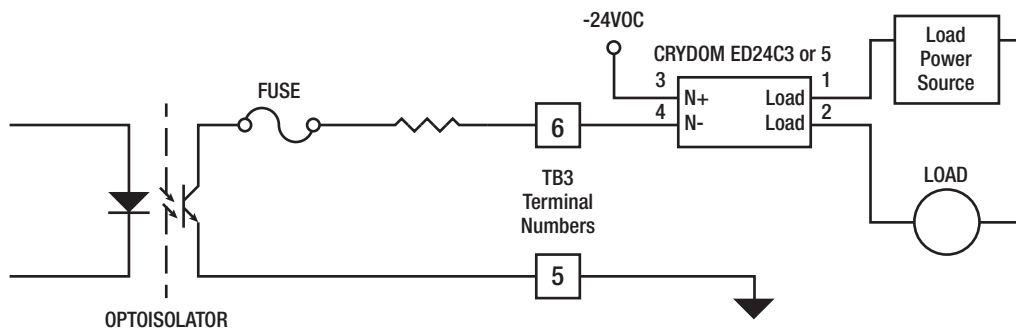 -24VOC
CRYDOM ED24C3 or 5
Load
Power
Source
FUSE
3
1
N+
Load
4
2
N-
Load
6
TB3
Terminal
Numbers
LOAD
5
OPTOISOLATOR